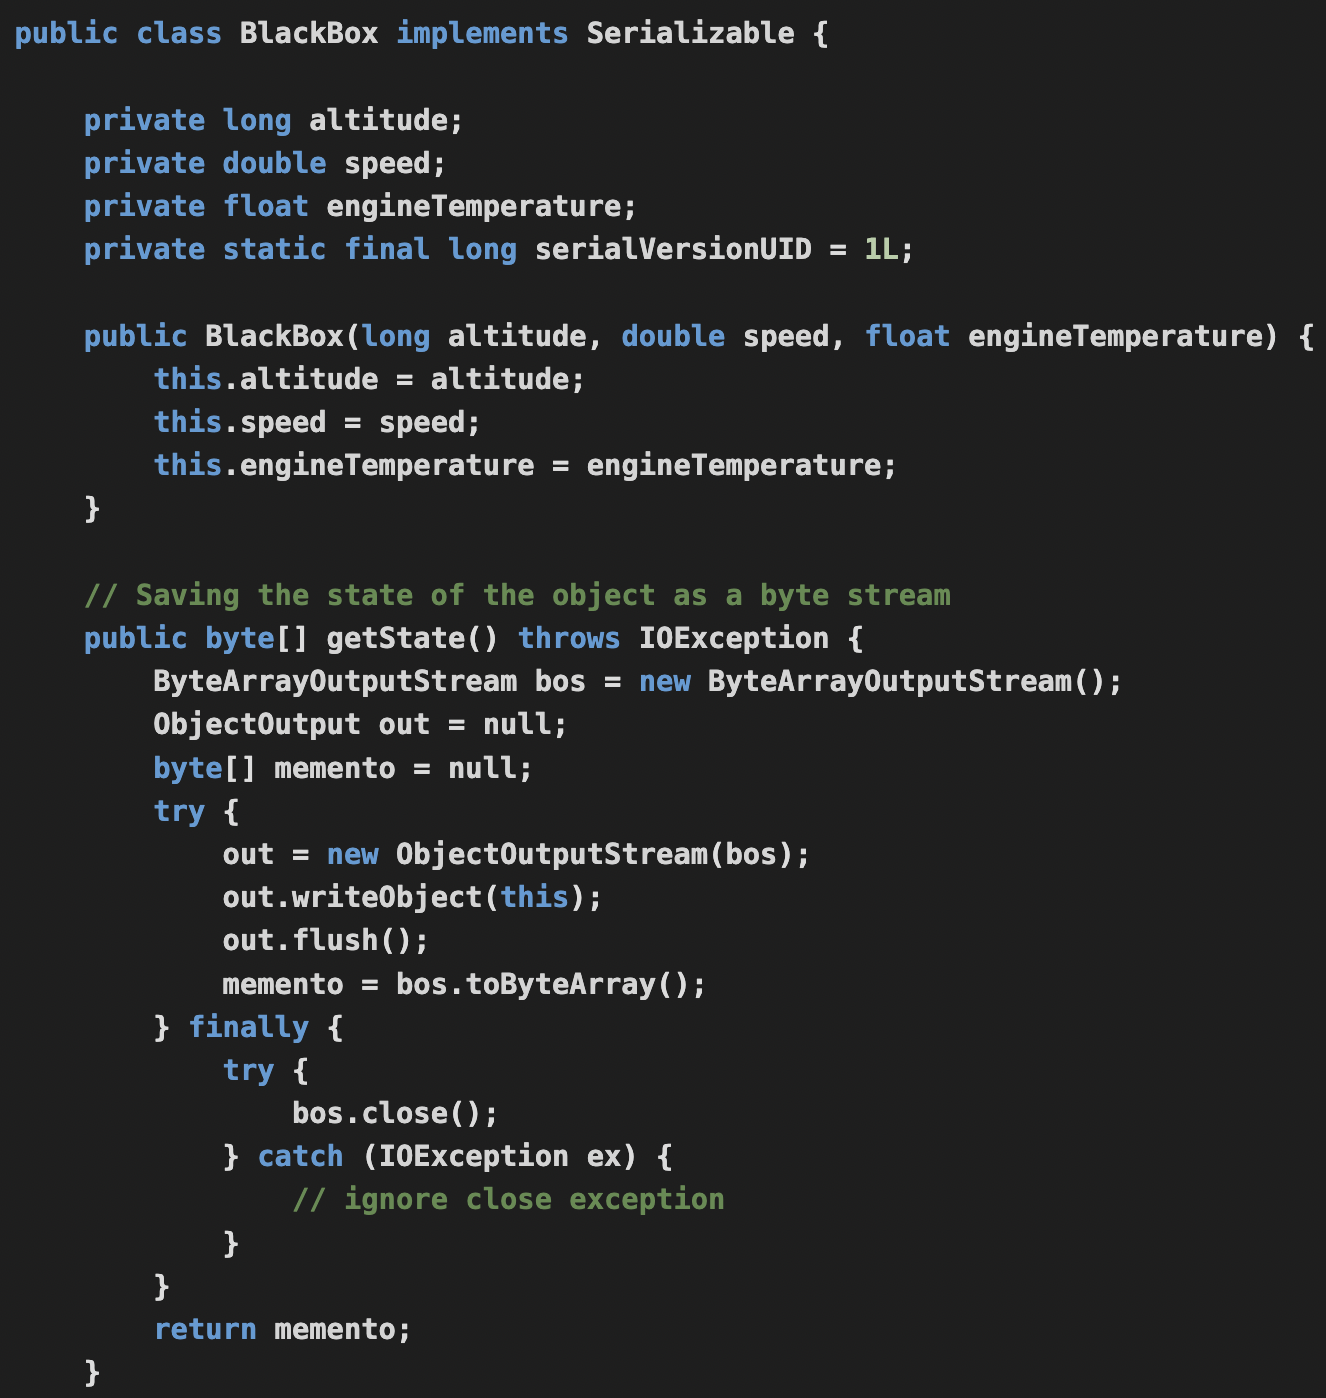 public class BlackBox implements Serializable {
private long altitude;
private double speed;
private float engineTemperature;
private static final long serialVersionUID = 1L;
public BlackBox(long altitude, double speed, float engineTemperature) {
this.altitude = altitude;
this.speed = speed;
this.engineTemperature = engineTemperature;
}
// Saving the state of the object as a byte stream
public byte[] getState() throws IOException {
ByteArrayOutputStream bos = new ByteArrayOutputStream();
ObjectOutput out = null;
byte[] memento = null;
try {
out = new ObjectOutputStream(bos);
out.writeObject(this);
out.flush();
memento = bos.toByteArray();
} finally {
try {
bos.close();
} catch (IOException ex) {
// ignore close exception
}
}
return memento;
}